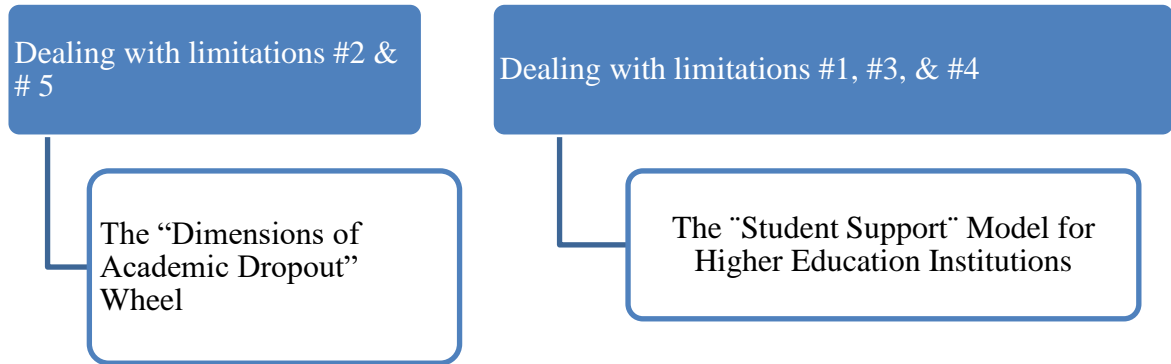 Dealing with limitations #2 &
# 5
Dealing with limitations #1, #3, & #4
The “Dimensions of
Academic Dropout”
Wheel
The ¨Student Support¨ Model for
Higher Education Institutions